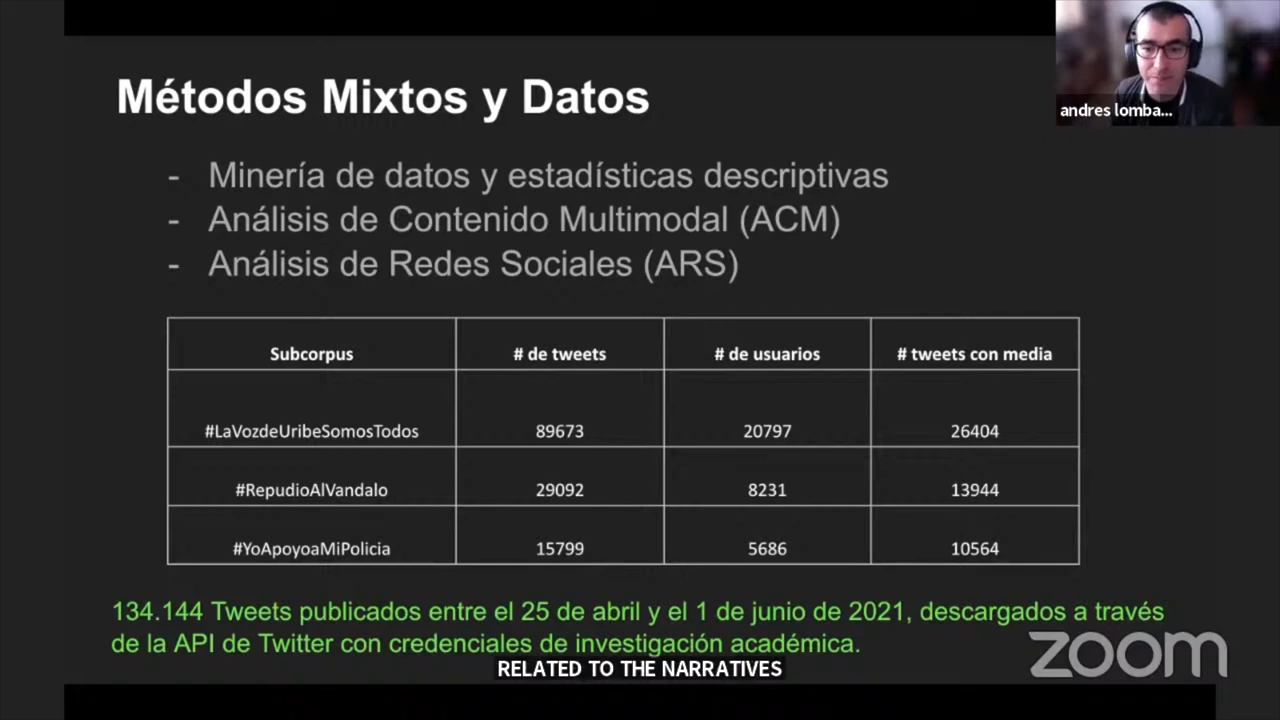 Métodos Mixtos y Datos
andres lomba...
- Minería de datos y estadísticas descriptivas
- Análisis de Contenido Multimodal (ACM)
- Análisis de Redes Sociales (ARS)
Subcorpus # de tweets # de usuarios # tweets con media
#LaVozdeUribeSomosTodos 89673 20797 26404
#RepudioAlVandalo 29092 8231 13944
#YoApoyoaMiPolicia 15799 5686 10564
134.144 Tweets publicados entre el 25 de abril y el 1 de junio de 2021, descargados a través
de la API de Twitter con credenciales de investigación académica.
zoom
RELATED TO THE NARRATIVES